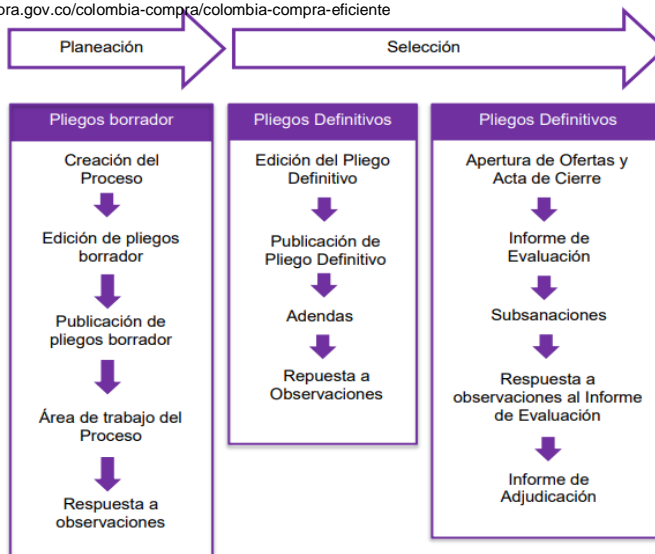 ora.gov.co/colombia-compra/colombia-compra-eficiente
Planeación
Selección
Pliegos borrador
Creación del
Proceso
Edición de pliegos
borrador
Publicación de
pliegos borrador
Área de trabajo del
Proceso
Respuesta a
observaciones
Pliegos Definitivos
Edición del Pliego
Definitivo
Publicación de
Pliego Definitivo
Adendas
Repuesta a
Observaciones
Pliegos Definitivos
Apertura de Ofertas y
Acta de Cierre
Informe de
Evaluación
Subsanaciones
Respuesta a
observaciones al Informe
de Evaluación
Informe de
Adjudicación